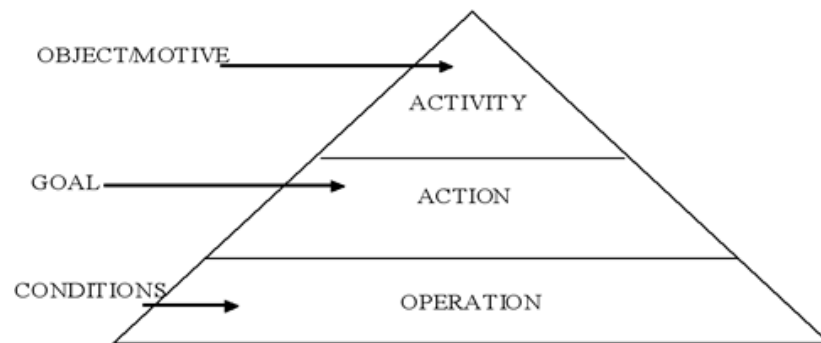 OBJECT/MOTIVE
ACTIVITY
GOAL
ACTION
CONDITIONS
OPERATION